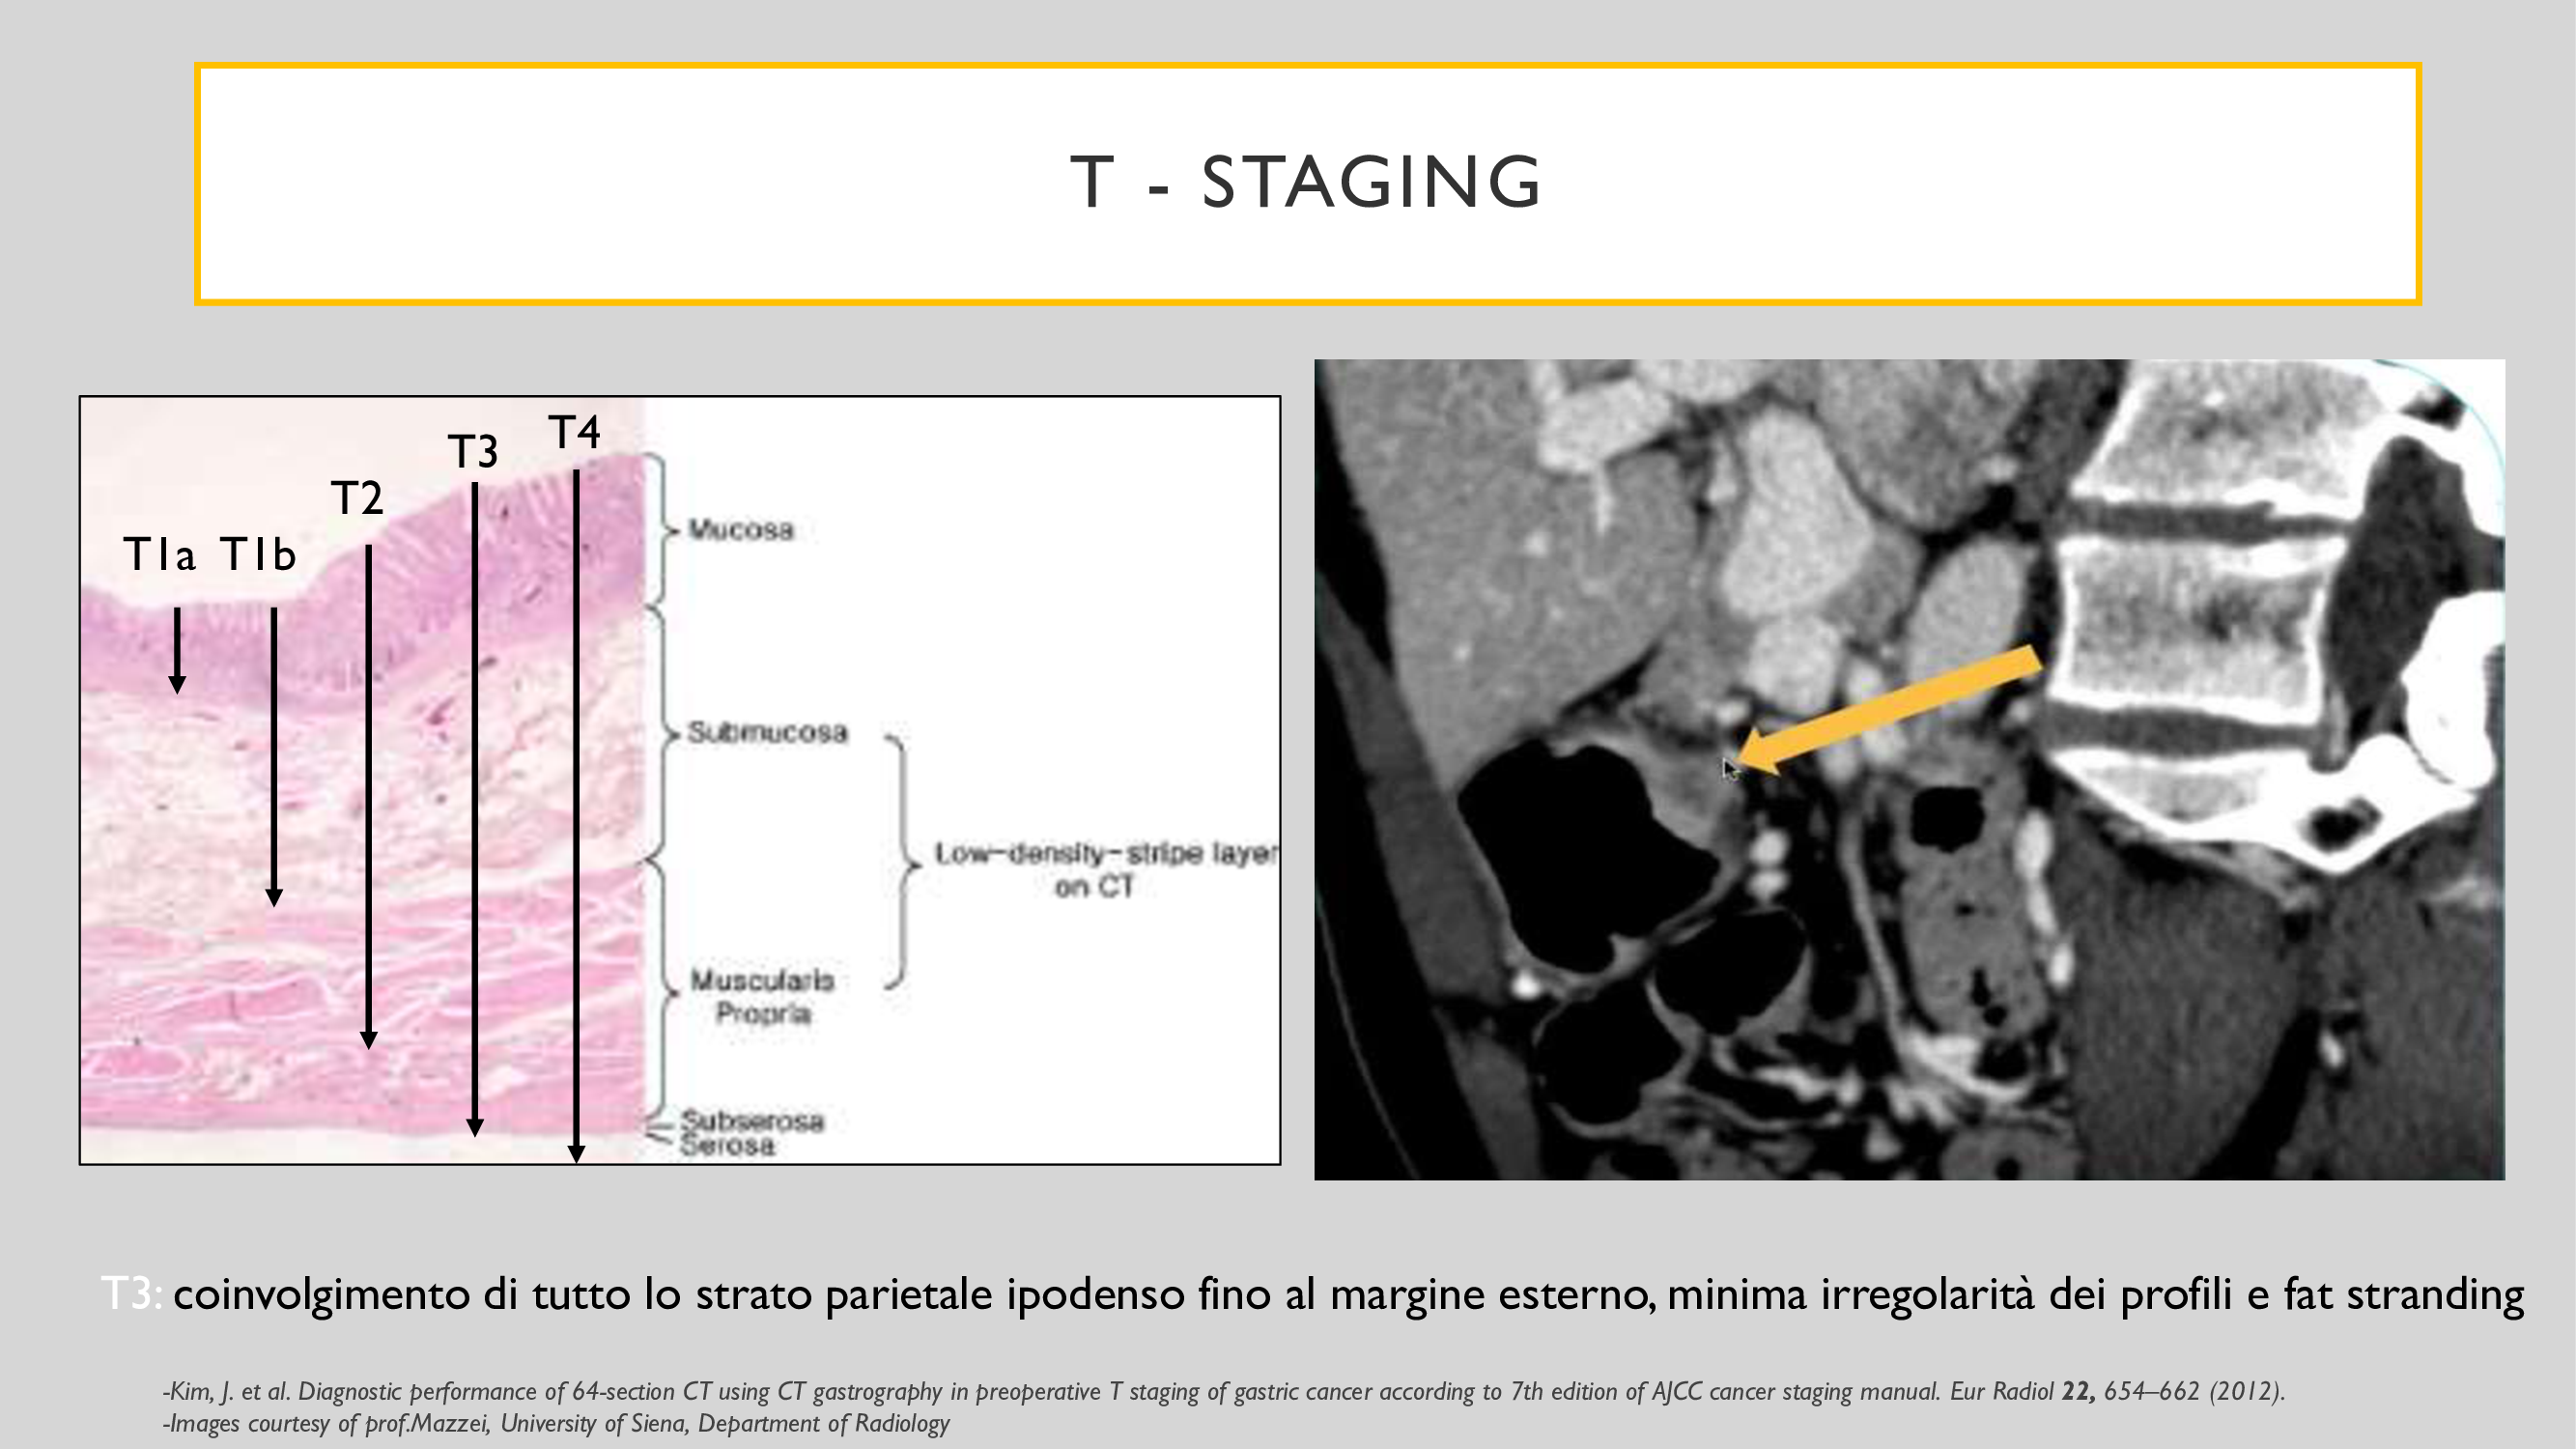 T - STAGING
T4
T3
T2
T1a T1b
Mucosa
Submucosa
Low-density-stripe layer
on CT
Muscularis
Propria
Subserosa
Serosa
T3: coinvolgimento di tutto lo strato parietale ipodenso fino al margine esterno, minima irregolarità dei profili e fat stranding
-Kim, J. et al. Diagnostic performance of 64-section CT using CT gastrography in preoperative T staging of gastric cancer according to 7th edition of AJCC cancer staging manual. Eur Radiol 22, 654–662 (2012).
-Images courtesy of prof.Mazzei, University of Siena, Department of Radiology